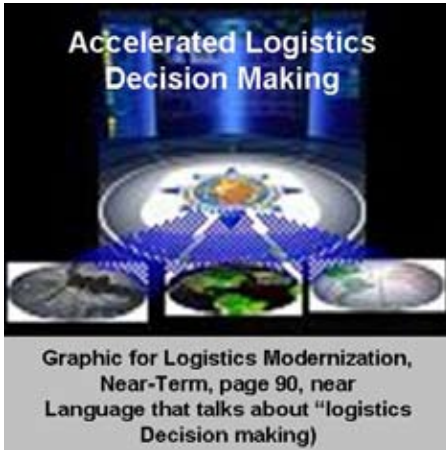 Accelerated Logistics
Decision Making
Graphic for Logistics Modernization,
Near-Term, page 90, near
Language that talks about “logistics
Decision making)